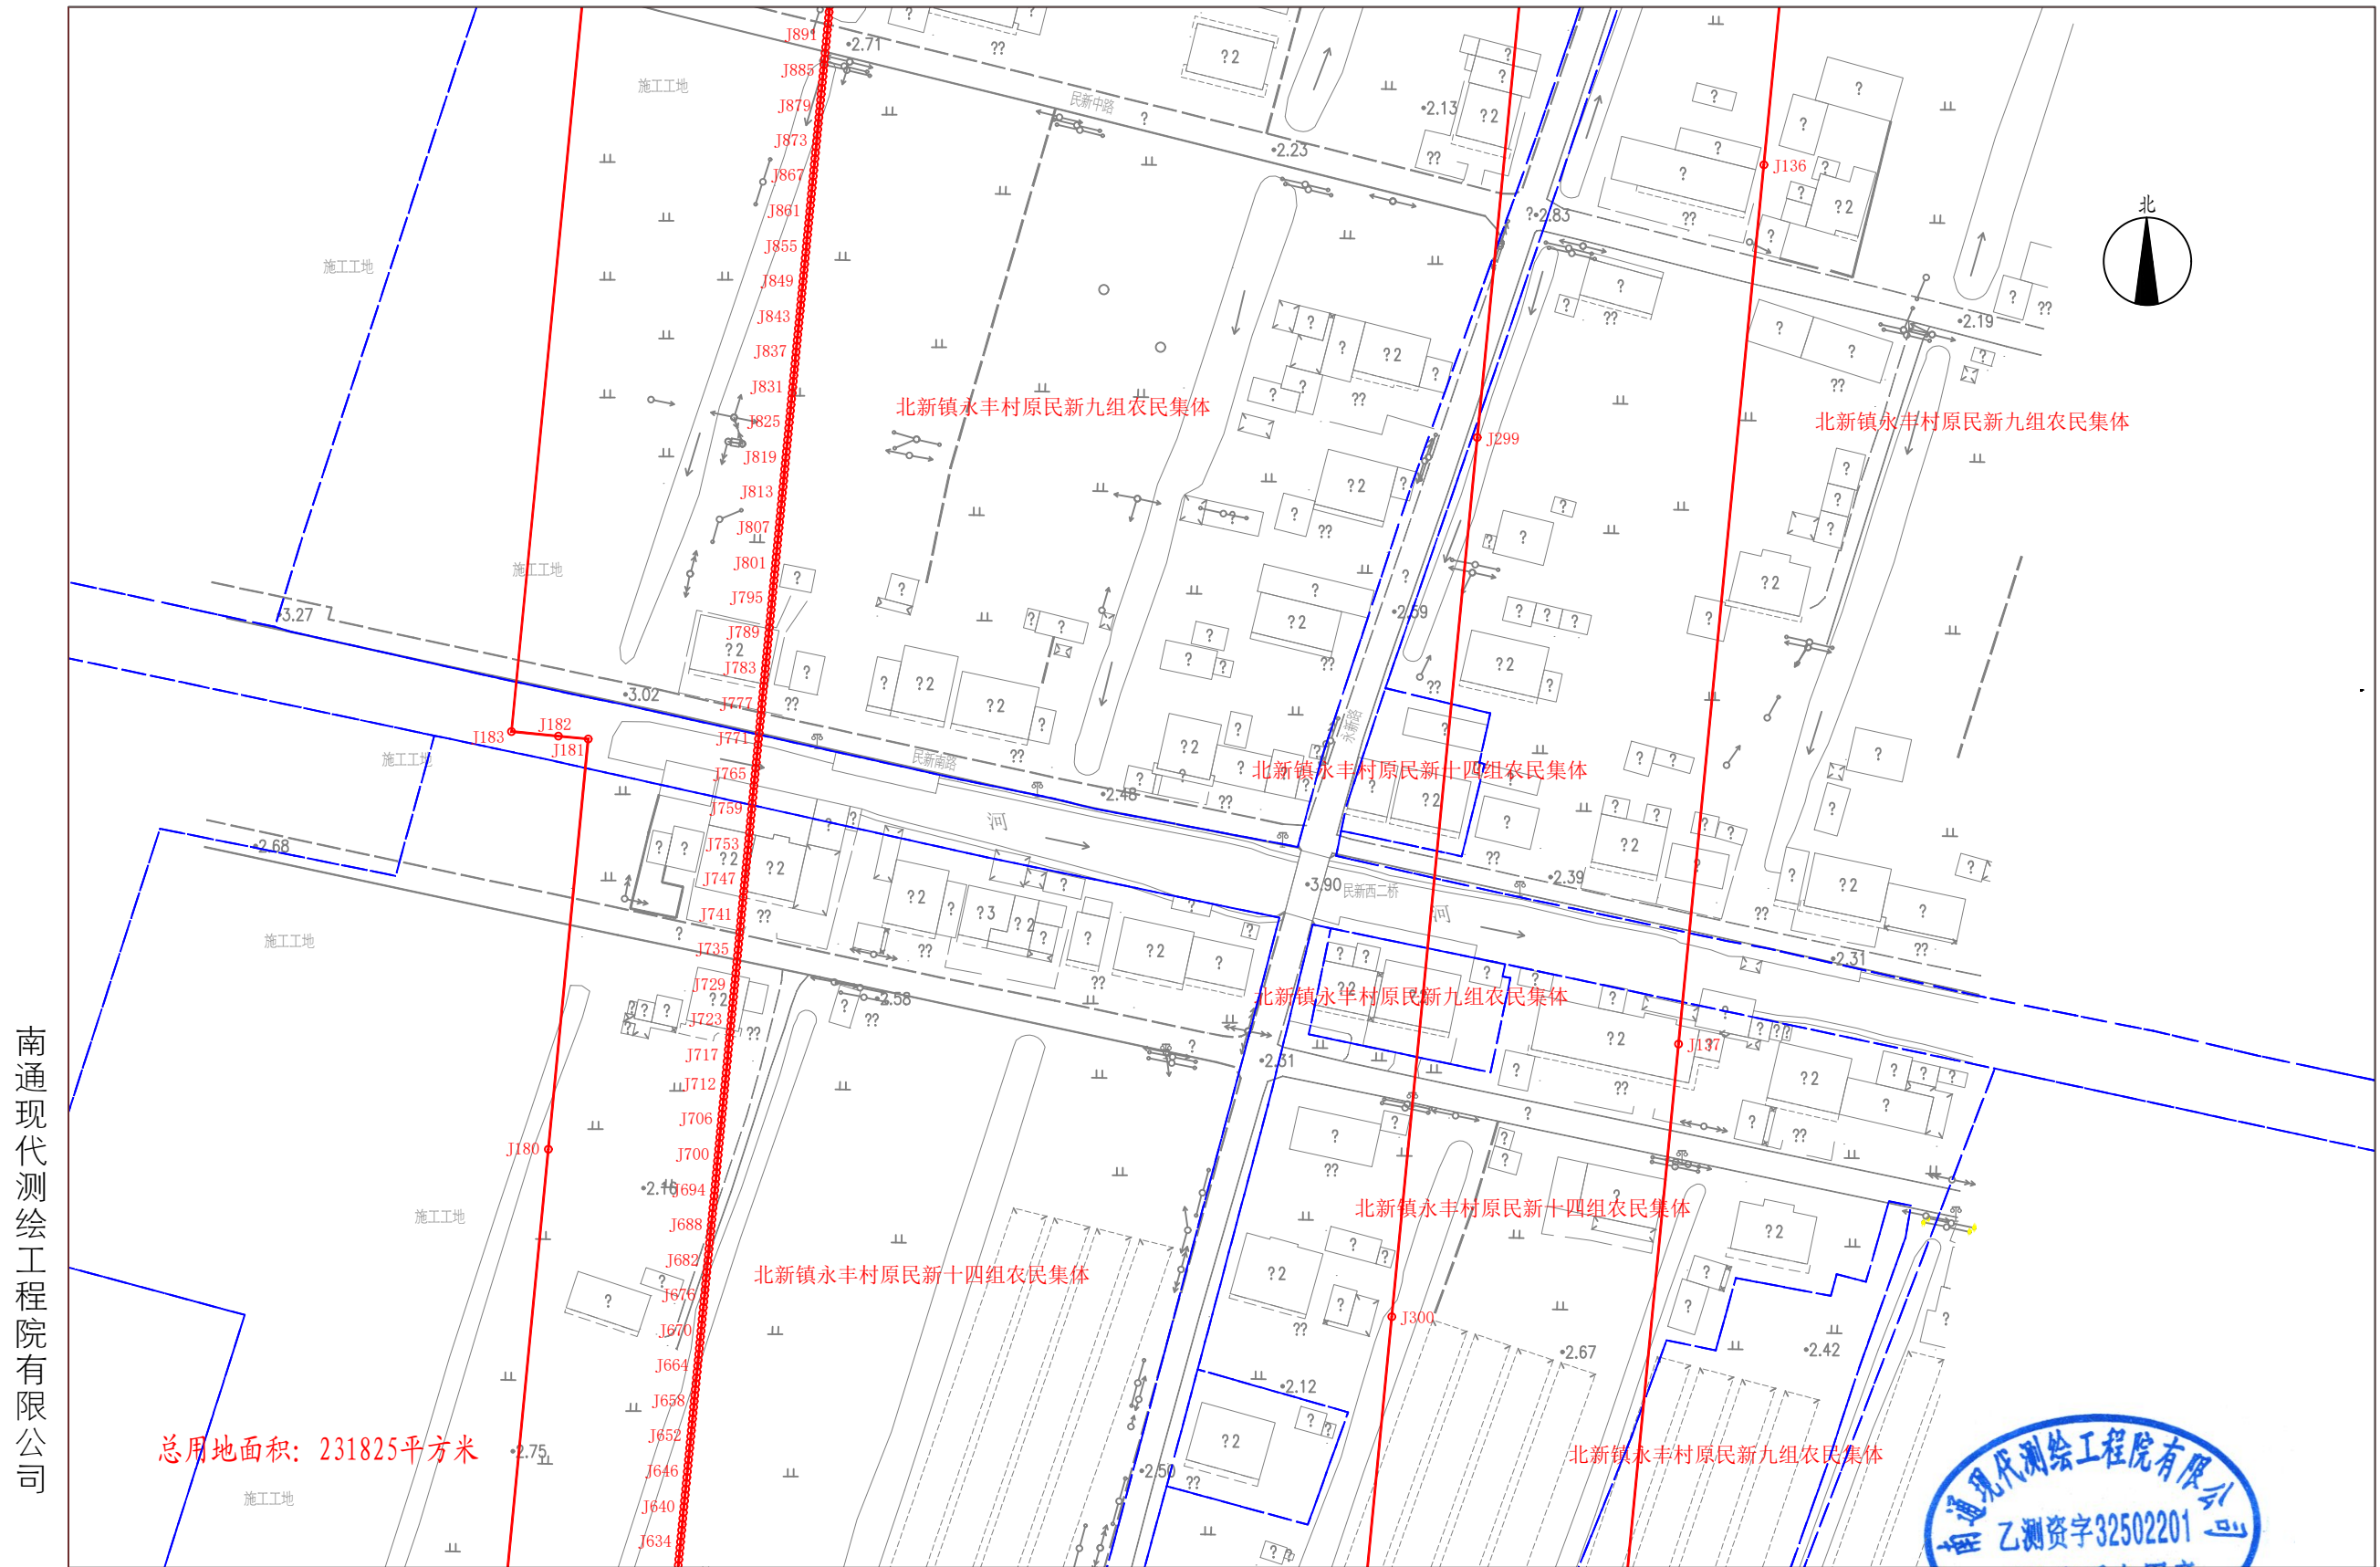 J891
•2.71
J885
施工工地
J879
民新中路
•2.13
J873
•2.23
J136
J867
J861
?•2.83
北
J855
施工工地
J849
J843
•2.19
J837
J831
北新镇永丰村原民新九组农民集体
J825
北新镇永丰村原民新九组农民集体
J299
J819
J813
J807
施工工地
J801
J795
•3.27
•2.59
J789
J783
•3.02
J777
永新路
J182
J183
J181
J771
施工工地
民新南路
J765
北新镇永丰村原民新十四组农民集体
•2.48
J759
河
•2.68
J753
J747
•3.90
民新西二桥
•2.39
J741
河
施工工地
J735
•2.31
J729
•2.58
北新镇永丰村原民新九组农民集体
J723
J717
•2.31
J137
J712
J706
J180
J700
•2.16
J694
施工工地
北新镇永丰村原民新十四组农民集体
J688
J682
北新镇永丰村原民新十四组农民集体
J676
J300
J670
•2.67
•2.42
J664
•2.12
J658
J652
总用地面积：231825平方米
•2.75
北新镇永丰村原民新九组农民集体
J646
•2.50
施工工地
J640
J634
南通现代测绘工程院有限公司
南通现代测绘工程院有限公司
乙测资字32502201